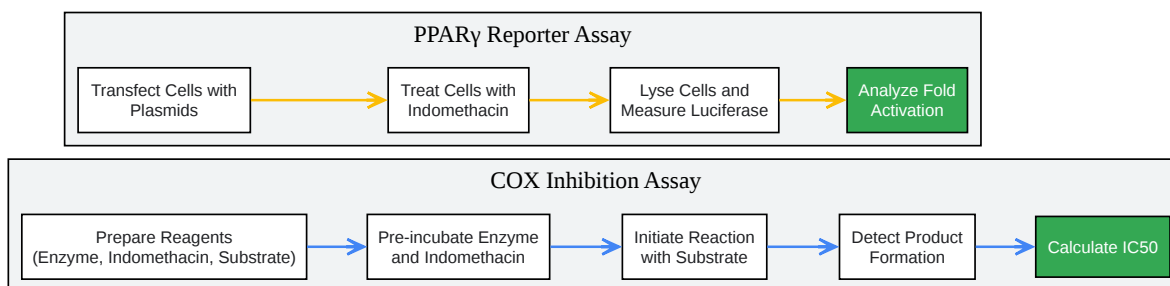 PPARγ Reporter Assay
Transfect Cells with
Plasmids
Treat Cells with
Indomethacin
Lyse Cells and
Measure Luciferase
Analyze Fold
Activation
COX Inhibition Assay
Prepare Reagents
(Enzyme, Indomethacin, Substrate)
Pre-incubate Enzyme
and Indomethacin
Initiate Reaction
with Substrate
Detect Product
Formation
Calculate IC50